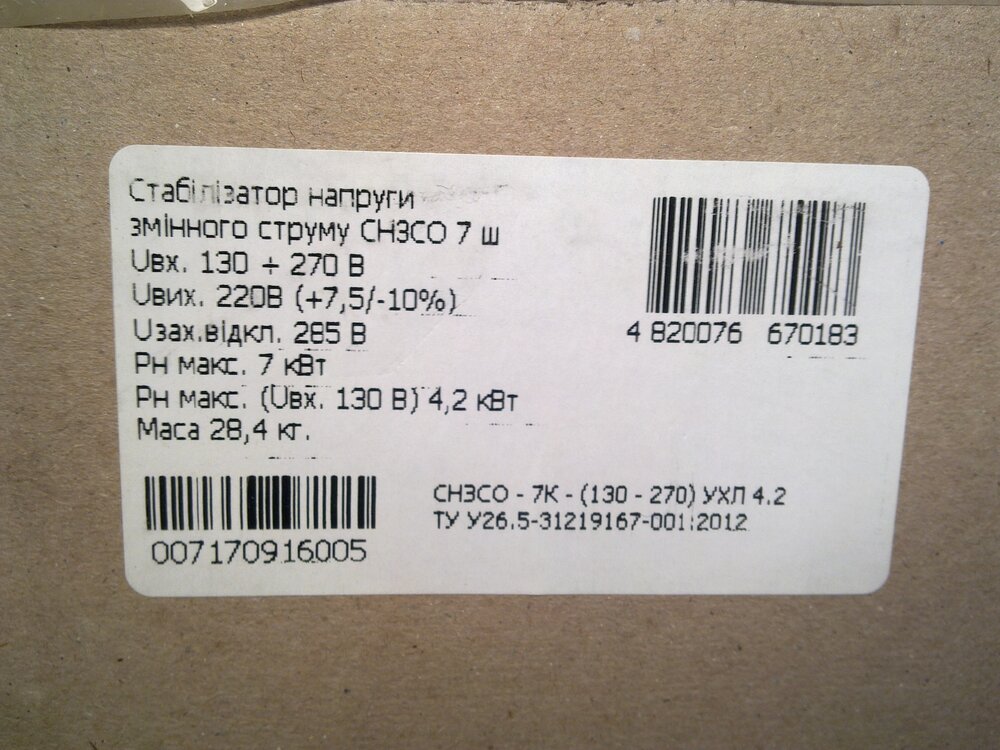 Стабілізатор напруги
змінного струму СНЗСО 7 ш
Uвх. 130 ÷ 270 В
Uвих. 220В (+7,5/-10%)
Uзах.відкл. 285 В
Рн макс. 7 кВт
Рн макс. (Uвх. 130 В) 4,2 кВт
Маса 28,4 кг.
4 820076 670183
007170916005
СНЗСО - 7К - (130 - 270) УХЛ 4.2
ТУ У26.5-31219167-001:2012